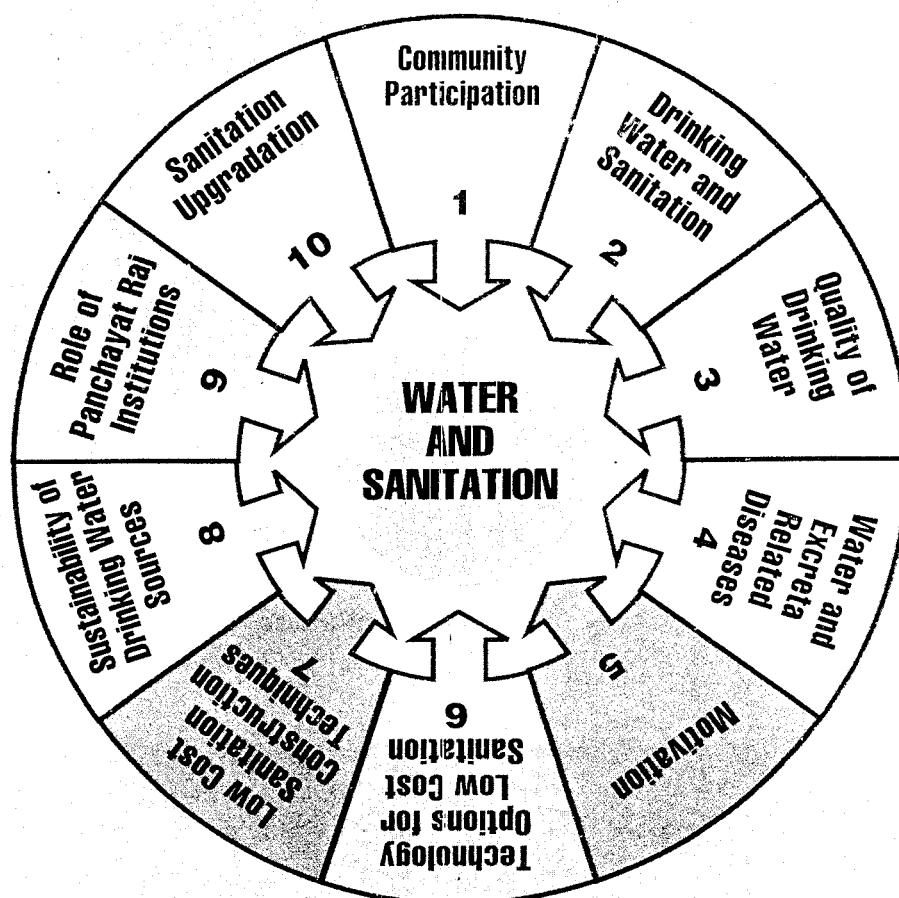 Community
Participation
1
Drinking
Water and
Sanitation
2
Quality of
Drinking
Water
3
Water and
Excreta
Related
Diseases
4
Motivation
5
Technology
Options for
Low Cost
Sanitation
6
Low Cost
Sanitation
Construction
Techniques
7
Sustainability of
Drinking Water
Sources
8
Role of
Panchayat Raj
Institutions
9
Sanitation
Upgradation
10
WATER
AND
SANITATION